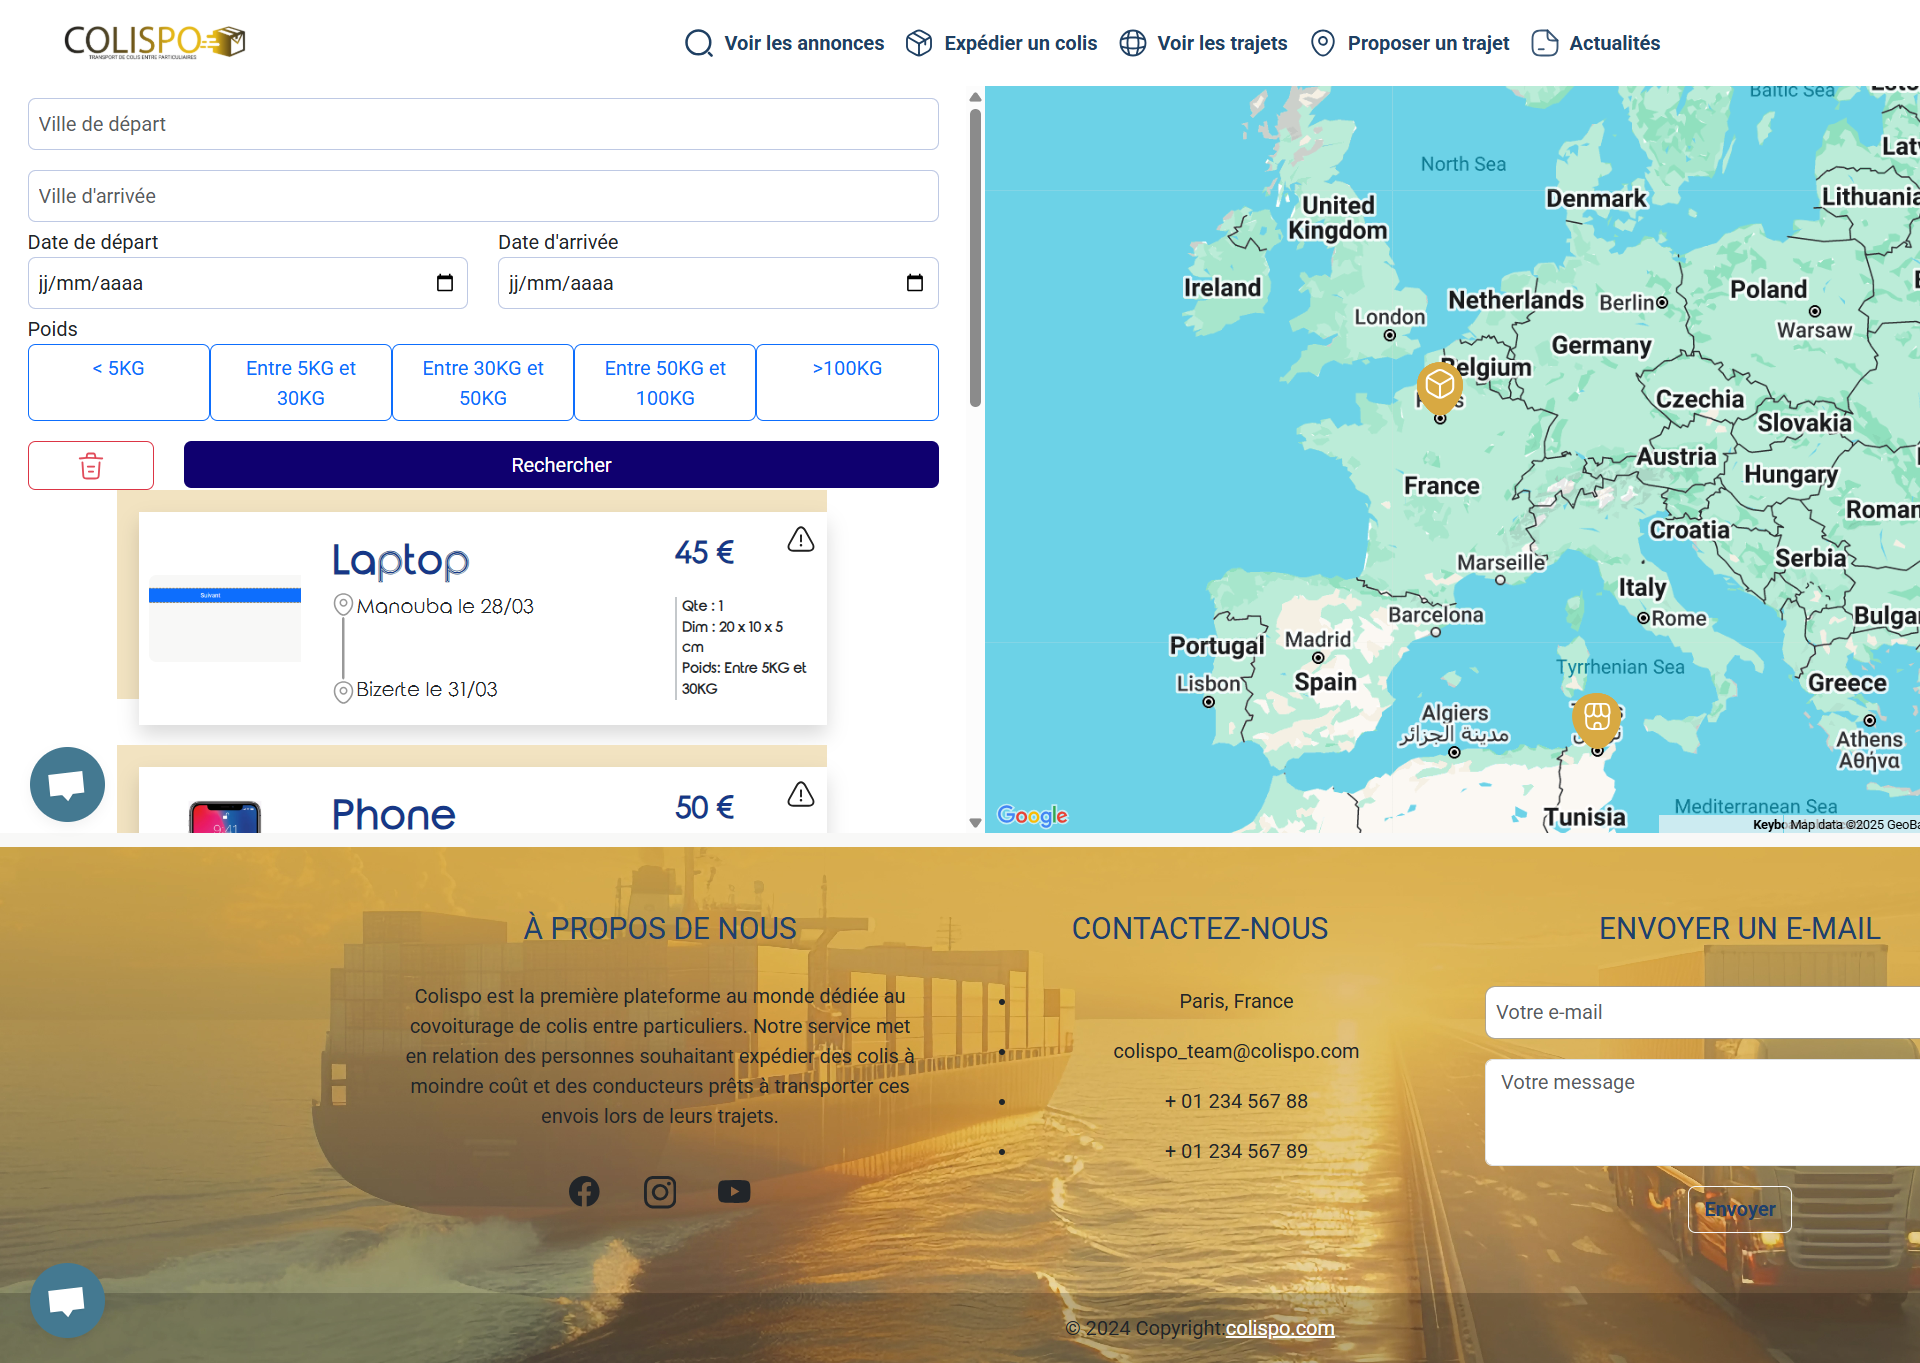 COLISPO
TRANSPORT DE COLIS ENTRE PARTICULIAIRES
Voir les annonces
Expédier un colis
Voir les trajets
Proposer un trajet
Actualités
Ville de départ
Ville d'arrivée
Date de départ
Date d'arrivée
jj/mm/aaaa
jj/mm/aaaa
Poids
< 5KG
Entre 5KG et
30KG
Entre 30KG et
50KG
Entre 50KG et
100KG
>100KG
Rechercher
Suivant
Laptop
45 €
Manouba le 28/03
Bizerte le 31/03
Qte : 1
Dim : 20 x 10 x 5
cm
Poids: Entre 5KG et
30KG
9:41
Phone
50 €
Baltic Sea
North Sea
Denmark
Lithuania
United
Kingdom
Ireland
Netherlands
Berlin
Poland
London
Warsaw
Germany
Belgium
Czechia
Slovakia
Austria
Hungary
France
Croatia
Marseille
Serbia
Italy
Barcelona
Rome
Portugal
Madrid
Tyrrhenian Sea
Lisbon
Spain
Greece
Algiers
مدينة الجزائر
Athens
Αθήνα
Mediterranean Sea
Tunisia
Google
Map data ©2025
À PROPOS DE NOUS
Colispo est la première plateforme au monde dédiée au
covoiturage de colis entre particuliers. Notre service met
en relation des personnes souhaitant expédier des colis à
moindre coût et des conducteurs prêts à transporter ces
envois lors de leurs trajets.
CONTACTEZ-NOUS
Paris, France
colispo_team@colispo.com
+ 01 234 567 88
+ 01 234 567 89
ENVOYER UN E-MAIL
Votre e-mail
Votre message
Envoyer
© 2024 Copyright:colispo.com